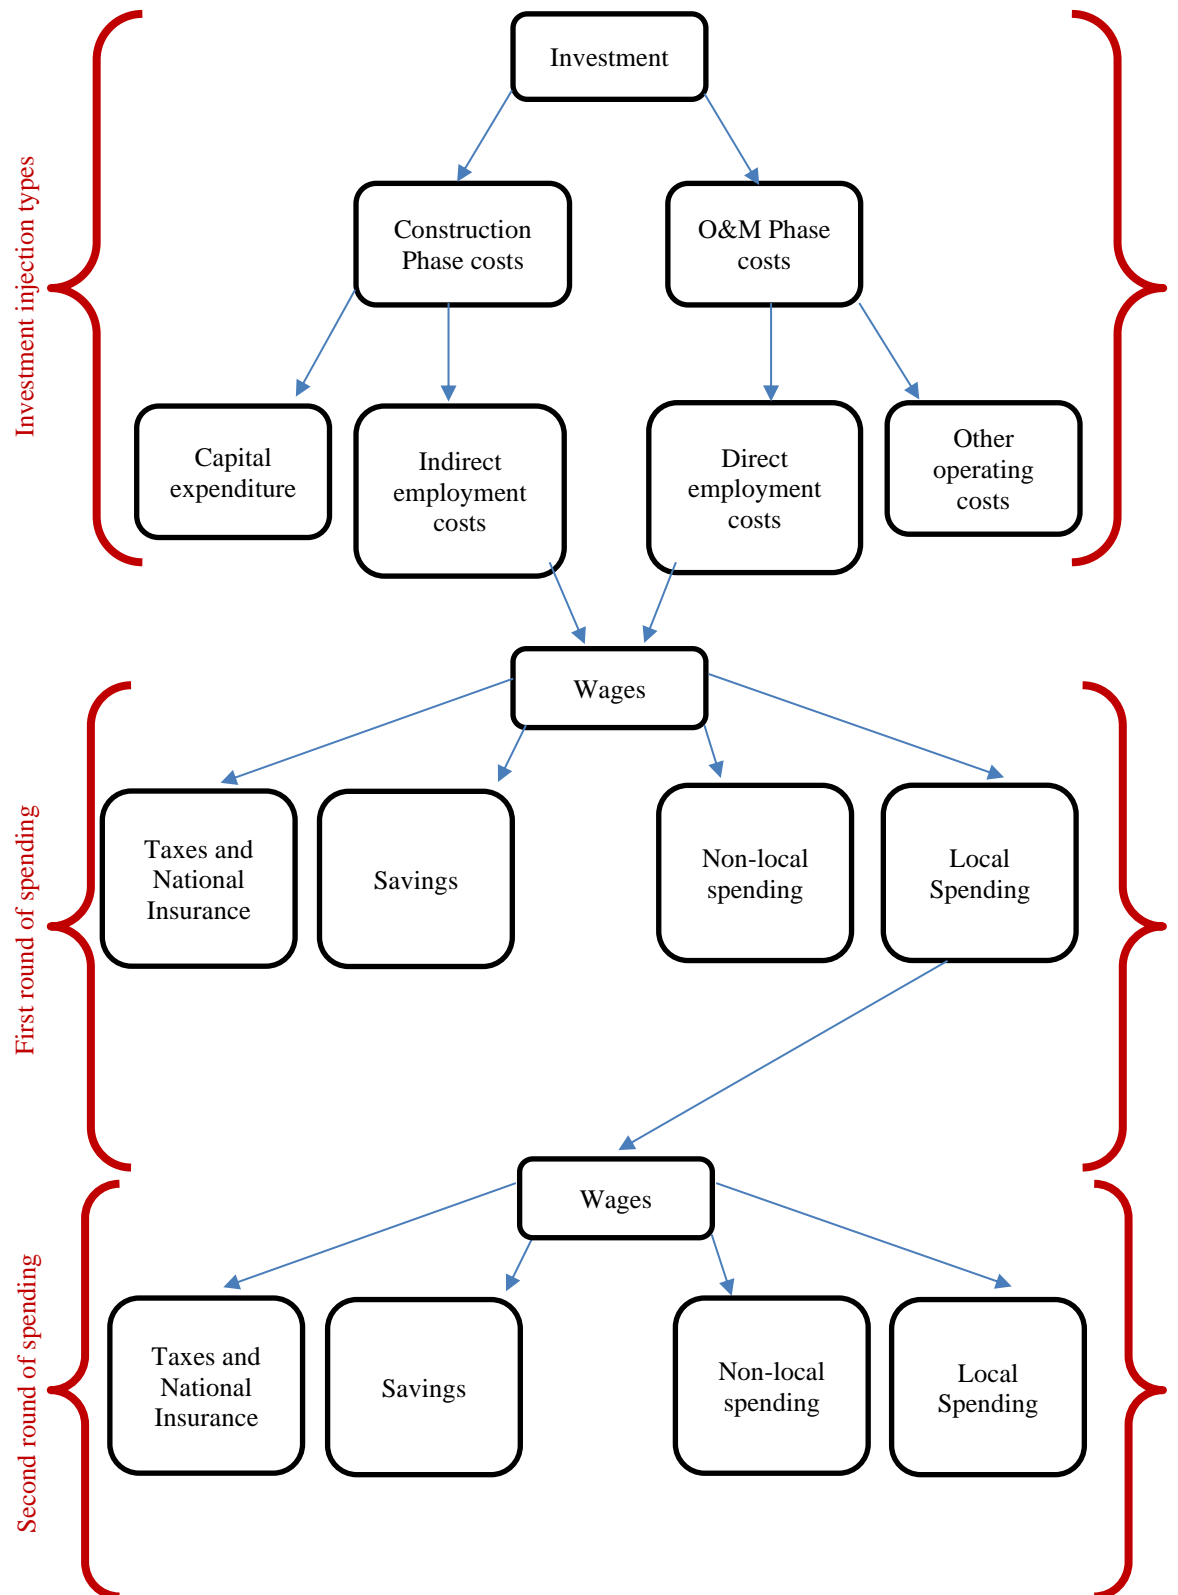 Investment
Investment injection types
Construction
Phase costs
O&M Phase
costs
Capital
expenditure
Indirect
employment
costs
Direct
employment
costs
Other
operating
costs
Wages
First round of spending
Taxes and
National
Insurance
Savings
Non-local
spending
Local
Spending
Wages
Second round of spending
Taxes and
National
Insurance
Savings
Non-local
spending
Local
Spending